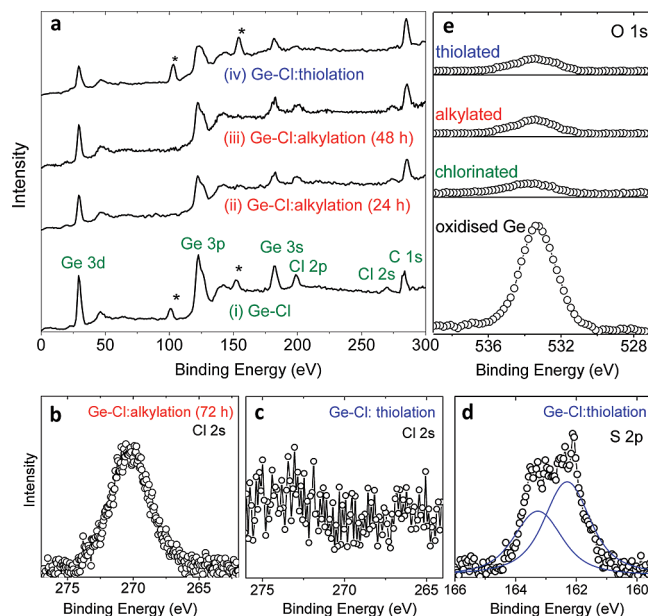 a
* *
(iv) Ge-Cl:thiolation
(iii) Ge-Cl:alkylation (48 h)
(ii) Ge-Cl:alkylation (24 h)
Ge 3d
Ge 3p
Ge 3s
Cl 2p
Cl 2s
C 1s
* *
(i) Ge-Cl
Intensity
0 50 100 150 200 250 300
Binding Energy (eV)
e
O 1s
thiolated
alkylated
chlorinated
oxidised Ge
536 532 528
Binding Energy (eV)
b
Ge-Cl:alkylation (72 h)
Cl 2s
Intensity
275 270 265
Binding Energy (eV)
c
Ge-Cl: thiolation
Cl 2s
275 270 265
Binding Energy (eV)
d
Ge-Cl:thiolation
S 2p
166 164 162 160
Binding Energy (eV)